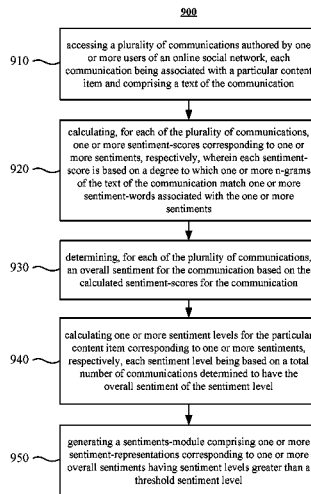 900
910
accessing a plurality of communications authored by one
or more users of an online social network, each
communication being associated with a particular content
item and comprising a text of the communication
920
calculating, for each of the plurality of communications,
one or more sentiment-scores corresponding to one or
more sentiments, respectively, wherein each sentiment-
score is based on a degree to which one or more n-grams
of the text of the communication match one or more
sentiment-words associated with the one or more
sentiments
930
determining, for each of the plurality of communications,
an overall sentiment for the communication based on the
calculated sentiment-scores for the communication
940
calculating one or more sentiment levels for the particular
content item corresponding to one or more sentiments,
respectively, each sentiment level being based on a total
number of communications determined to have the
overall sentiment of the sentiment level
950
generating a sentiments-module comprising one or more
sentiment-representations corresponding to one or more
overall sentiments having sentiment levels greater than a
threshold sentiment level